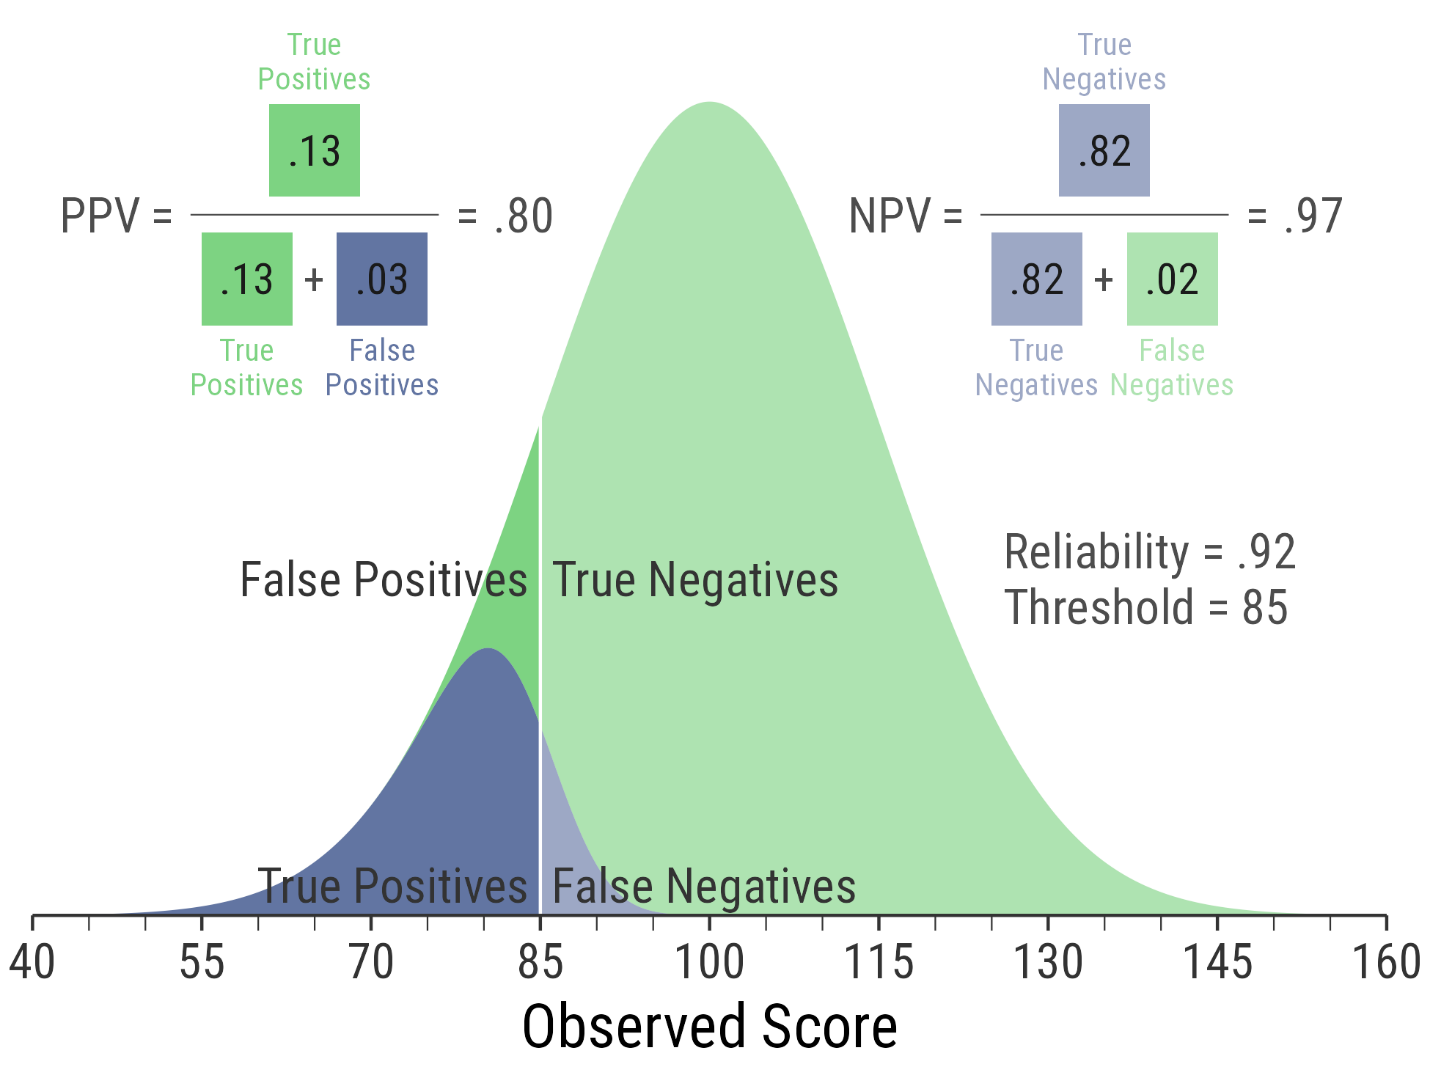 True
Positives
.13
PPV =
= .80
.13 + .03
True
Positives
False
Positives
True
Negatives
.82
NPV =
= .97
.82 + .02
True
Negatives
False
Negatives
Reliability = .92
Threshold = 85
False Positives
True Negatives
True Positives
False Negatives
40 55 70 85 100 115 130 145 160
Observed Score